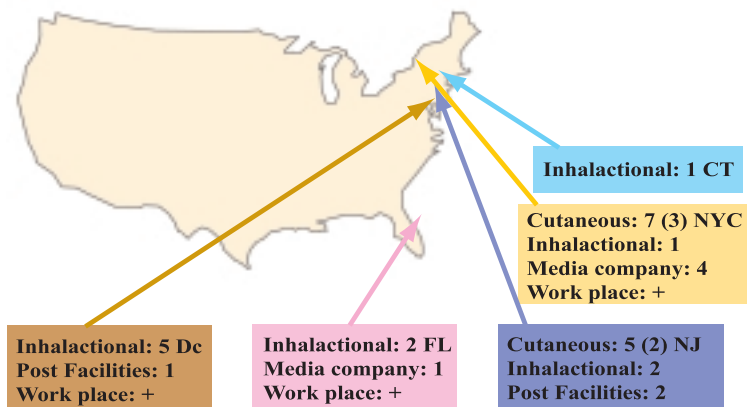 Inhalactional: 1 CT
Cutaneous: 7 (3) NYC
Inhalactional: 1
Media company: 4
Work place: +
Inhalactional: 5 Dc
Post Facilities: 1
Work place: +
Inhalactional: 2 FL
Media company: 1
Work place: +
Cutaneous: 5 (2) NJ
Inhalactional: 2
Post Facilities: 2